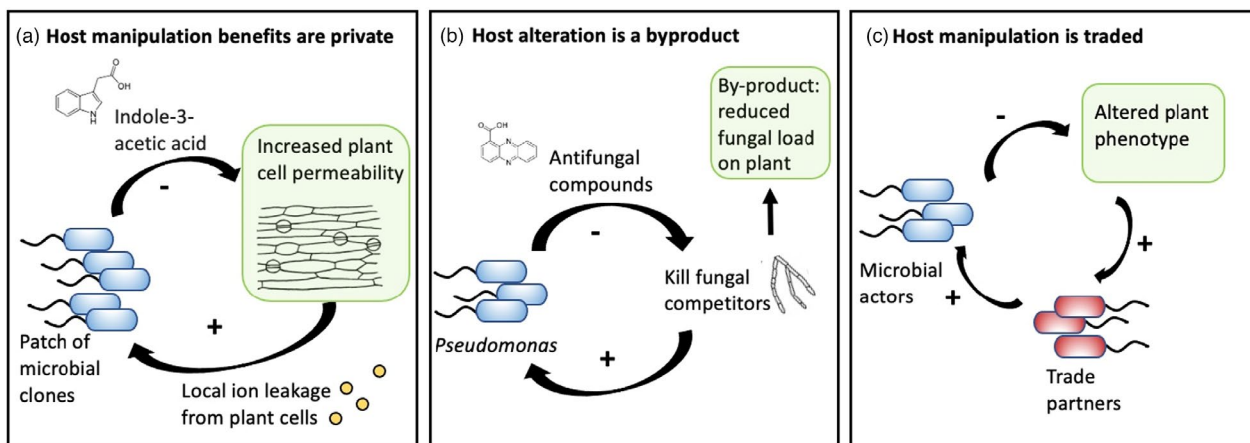 (a) Host manipulation benefits are private
O
OH
N
H
Indole-3-
acetic acid
-
Increased plant
cell permeability
+
Patch of
microbial
clones
Local ion leakage
from plant cells
(b) Host alteration is a byproduct
O
OH
N
N
Antifungal
compounds
-
By-product:
reduced
fungal load
on plant
Kill fungal
competitors
Pseudomonas
+
(c) Host manipulation is traded
-
Altered plant
phenotype
+
Microbial
actors
+
Trade
partners